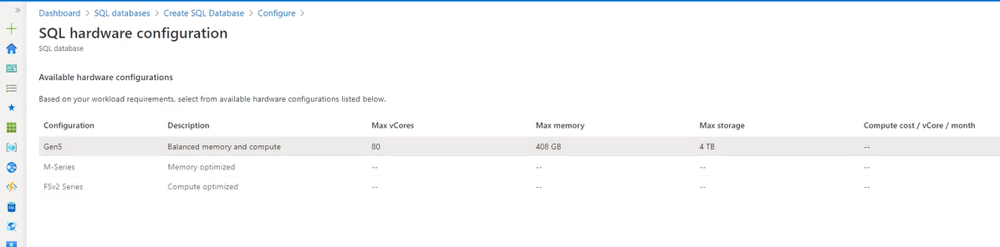 » Dashboard > SQL databases > Create SQL Database > Configure >
SQL hardware configuration
SQL database
Available hardware configurations
Based on your workload requirements, select from available hardware configurations listed below.
Configuration Description Max vCores Max memory Max storage Compute cost / vCore / month
Gen5 Balanced memory and compute 80 408 GB 4 TB --
M-Series Memory optimized -- -- -- --
FSv2 Series Compute optimized -- -- -- --
SQL